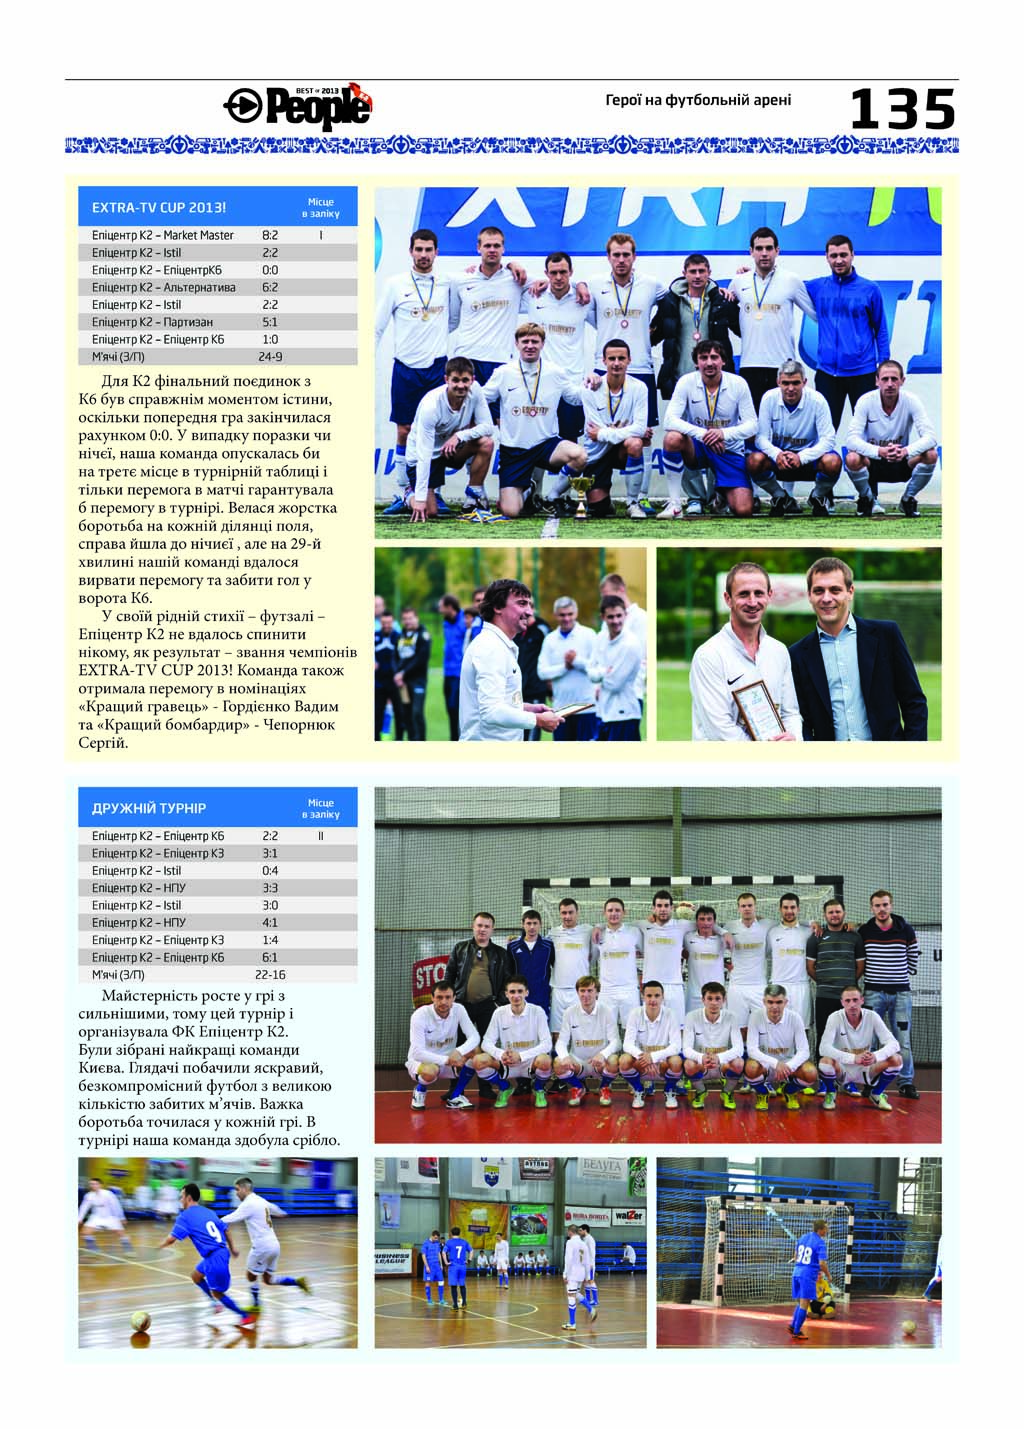 BEST OF 2013
People
Герої на футбольній арені
135
EXTRA-TV CUP 2013!
Місце
в заліку
Епіцентр К2 – Market Master 8:2 I
Епіцентр К2 – Istil 2:2
Епіцентр К2 – ЕпіцентрК6 0:0
Епіцентр К2 – Альтернатива 6:2
Епіцентр К2 – Istil 2:2
Епіцентр К2 – Партизан 5:1
Епіцентр К2 – Епіцентр К6 1:0
М'ячі (З/П) 24-9
Для К2 фінальний поєдинок з
К6 був справжнім моментом істини,
оскільки попередня гра закінчилася
рахунком 0:0. У випадку поразки чи
нічєї, наша команда опускалась би
на третє місце в турнірній таблиці і
тільки перемога в матчі гарантувала
б перемогу в турнірі. Велася жорстка
боротьба на кожній ділянці поля,
справа йшла до нічиєї , але на 29-й
хвилині нашій команді вдалося
вирвати перемогу та забити гол у
ворота К6.
У своїй рідній стихії – футзалі –
Епіцентр К2 не вдалось спинити
нікому, як результат – звання чемпіонів
EXTRA-TV CUP 2013! Команда також
отримала перемогу в номінаціях
«Кращий гравець» - Гордієнко Вадим
та «Кращий бомбардир» - Чепорнюк
Сергій.
ДРУЖНІЙ ТУРНІР
Місце
в заліку
Епіцентр К2 – Епіцентр К6 2:2 II
Епіцентр К2 – Епіцентр К3 3:1
Епіцентр К2 – Istil 0:4
Епіцентр К2 – НПУ 3:3
Епіцентр К2 – Istil 3:0
Епіцентр К2 – НПУ 4:1
Епіцентр К2 – Епіцентр К3 1:4
Епіцентр К2 – Епіцентр К6 6:1
М'ячі (З/П) 22-16
Майстерність росте у грі з
сильнішими, тому цей турнір і
організувала ФК Епіцентр К2.
Були зібрані найкращі команди
Києва. Глядачі побачили яскравий,
безкомпромісний футбол з великою
кількістю забитих м’ячів. Важка
боротьба точилася у кожній грі. В
турнірі наша команда здобула срібло.
STO
9
БЕЛУГА
НОВА ПОШТА
walzer
BUSINESS
LEAGUE
7
88